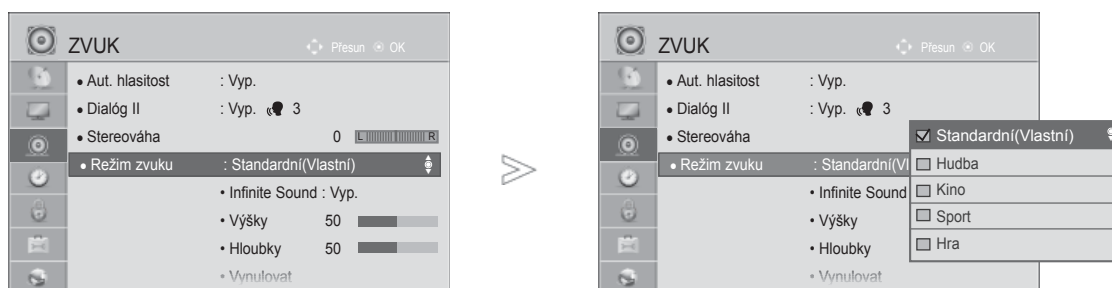 ZVUK
Přesun OK
• Aut. hlasitost : Vyp.
• Dialóg II : Vyp. 3
• Stereováha 0 L R
• Režim zvuku : Standardní(Vlastní)
• Infinite Sound : Vyp.
• Výšky 50
• Hloubky 50
• Vynulovat
ZVUK
Přesun OK
• Aut. hlasitost : Vyp.
• Dialóg II : Vyp. 3
• Stereováha
• Režim zvuku : Standardní(Vl
• Infinite Sound
• Výšky
• Hloubky
• Vynulovat
Standardní(Vlastní)
Hudba
Kino
Sport
Hra